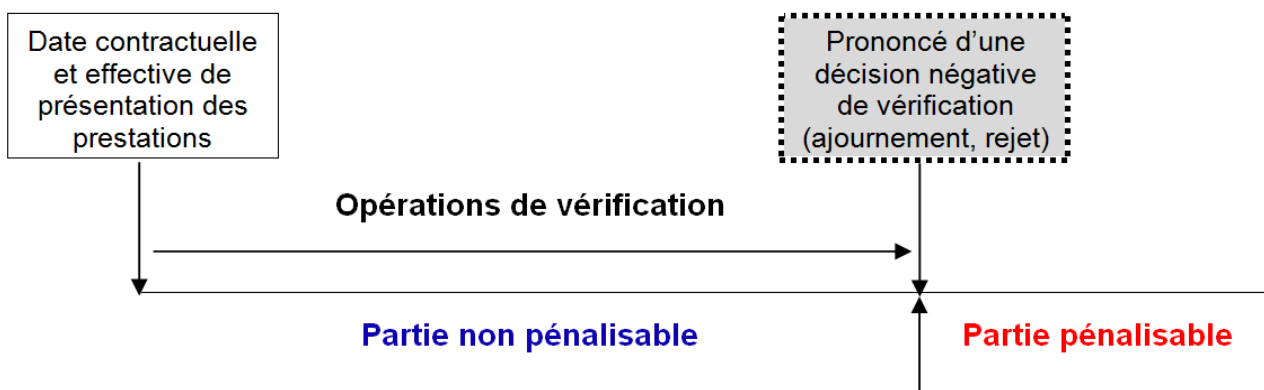 Date contractuelle
et effective de
présentation des
prestations
Prononcé d’une
décision négative
de vérification
(ajournement, rejet)
Opérations de vérification
Partie non pénalisable
Partie pénalisable